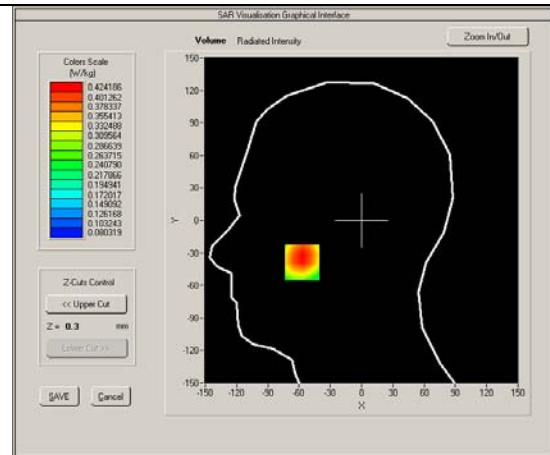 SAR Visualisation Graphical Interface
Volume Radiated Intensity
Zoom In/Out
Colors Scale
(W/kg)
0.424186
0.401262
0.378337
0.355413
0.332488
0.309564
0.286639
0.263715
0.240790
0.217866
0.194941
0.172017
0.149092
0.126168
0.103243
0.080319
Z-Cuts Control
<< Upper Cut
Z = 0.3 mm
Lower Cut >>
SAVE Cancel
150
120
90
60
30
Y 0
-30
-60
-90
-120
-150
-150 -120 -90 -60 -30 0 30 60 90 120 150
X